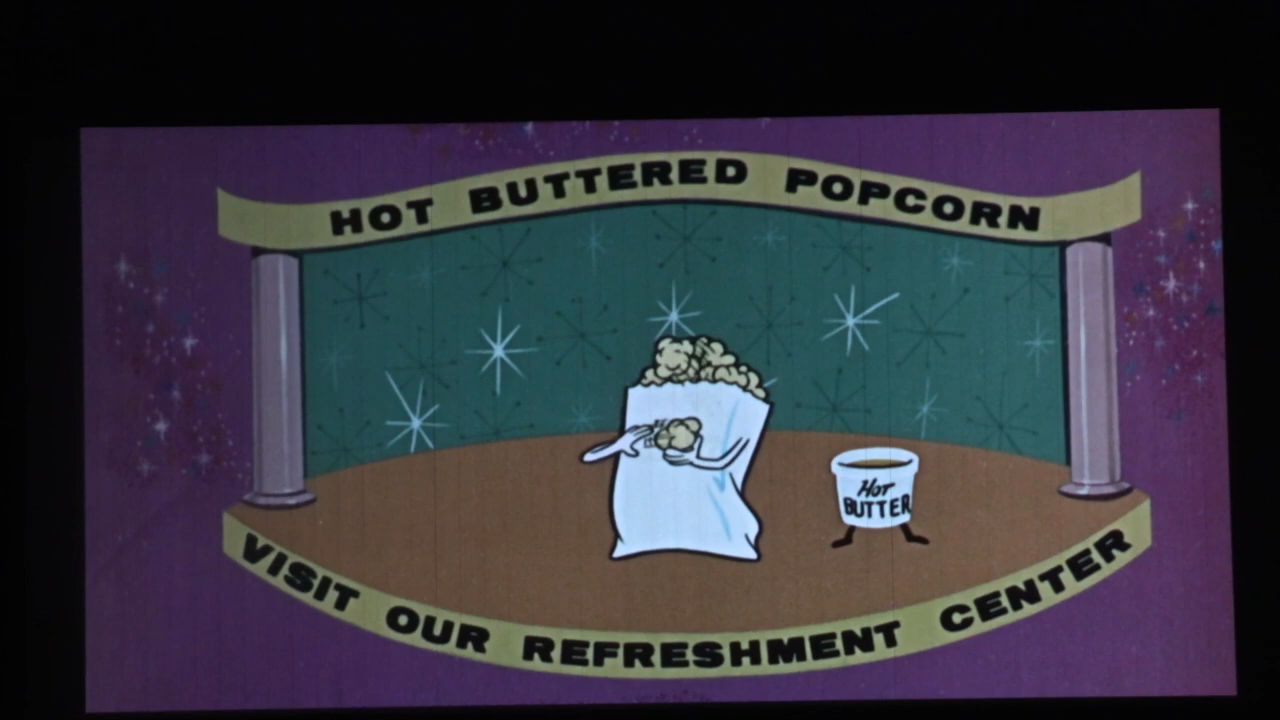 HOT BUTTERED POPCORN
Hot
BUTTER
VISIT OUR REFRESHMENT CENTER